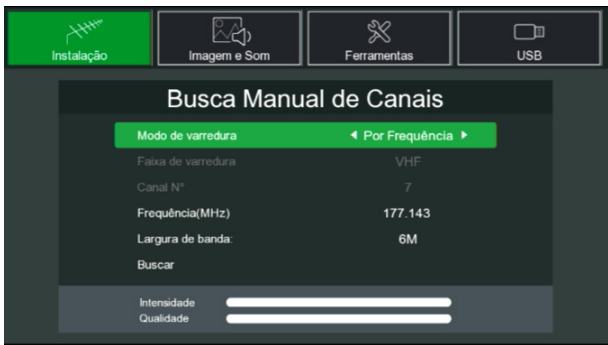 Instalação Imagem e Som Ferramentas USB
Busca Manual de Canais
Modo de varredura Por Frequência
Faixa de varredura VHF
Canal N° 7
Frequência(MHz) 177.143
Largura de banda: 6M
Buscar
Intensidade
Qualidade